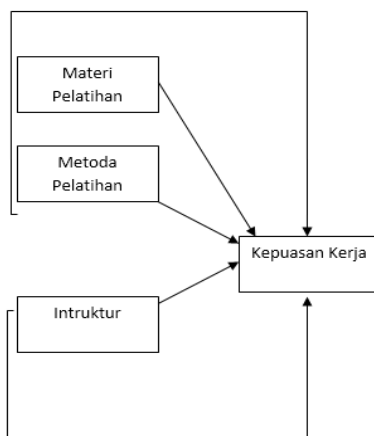 Materi
Pelatihan
Metoda
Pelatihan
Kepuasan Kerja
Intruktur